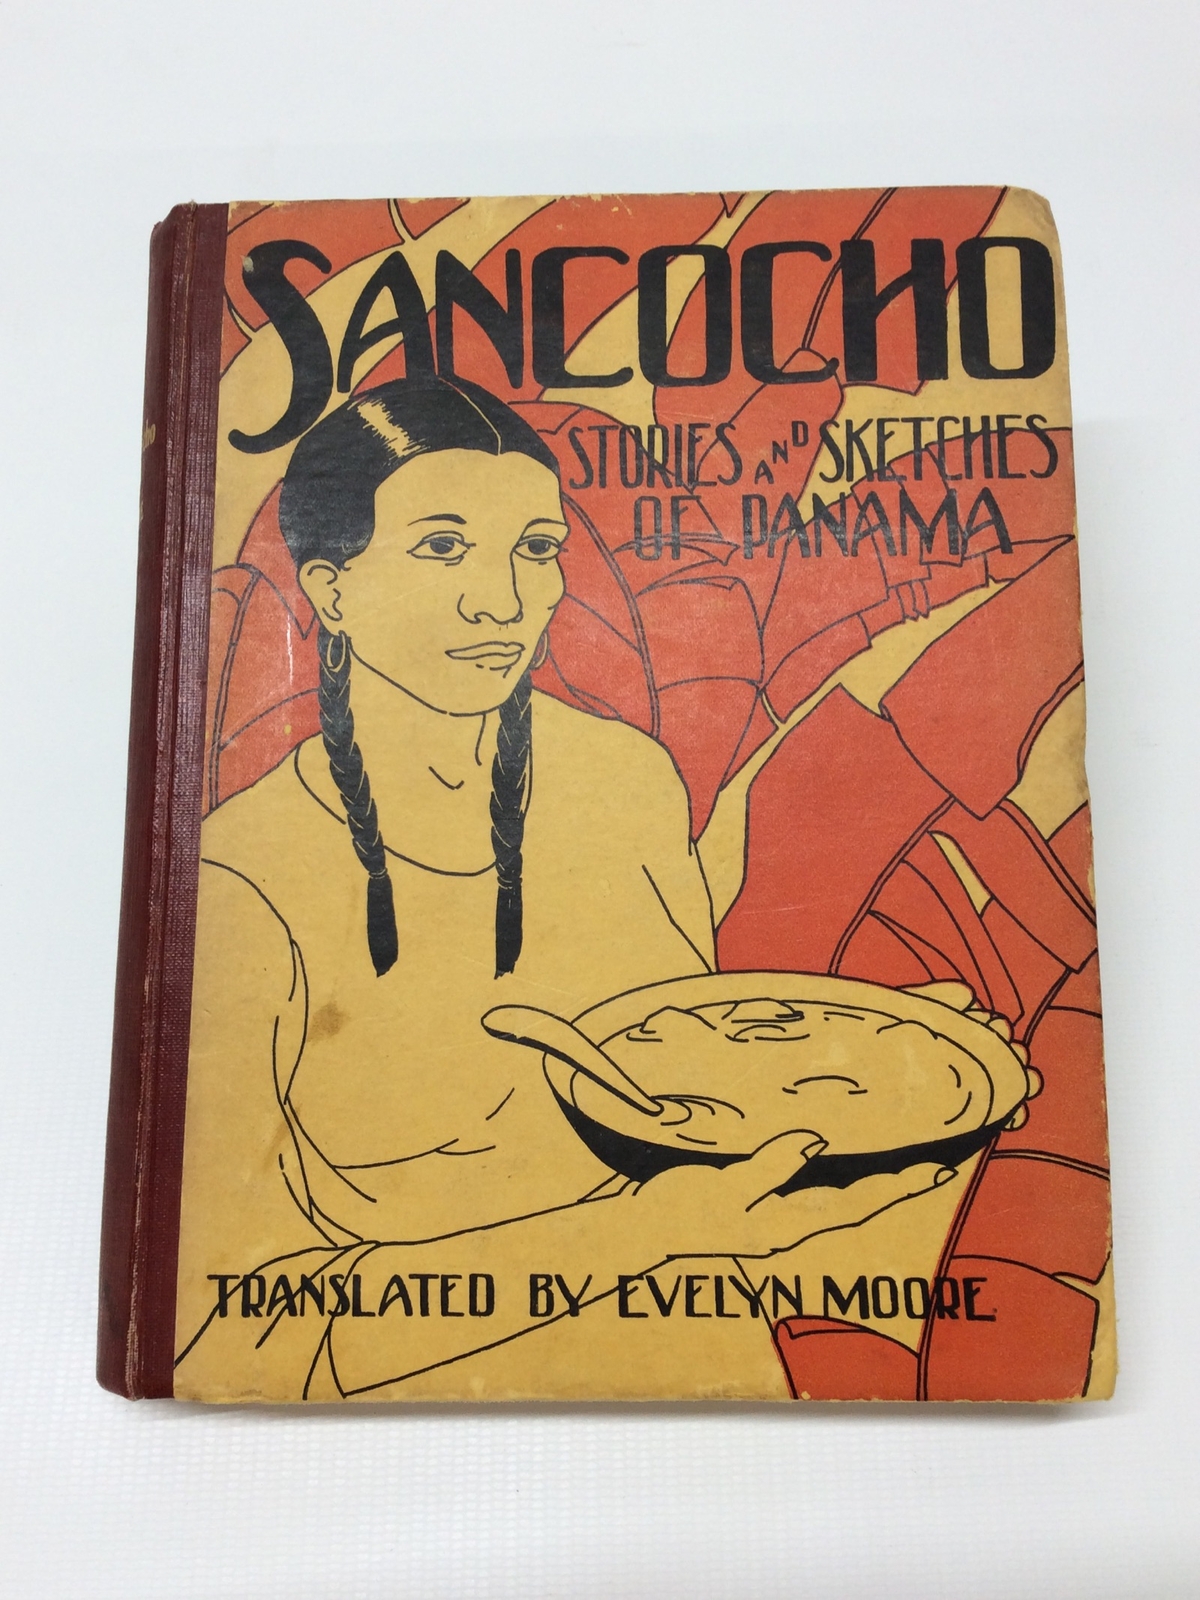 SANCOCHO
STORIES AND SKETCHES
OF PANAMA
TRANSLATED BY EVELYN MOORE